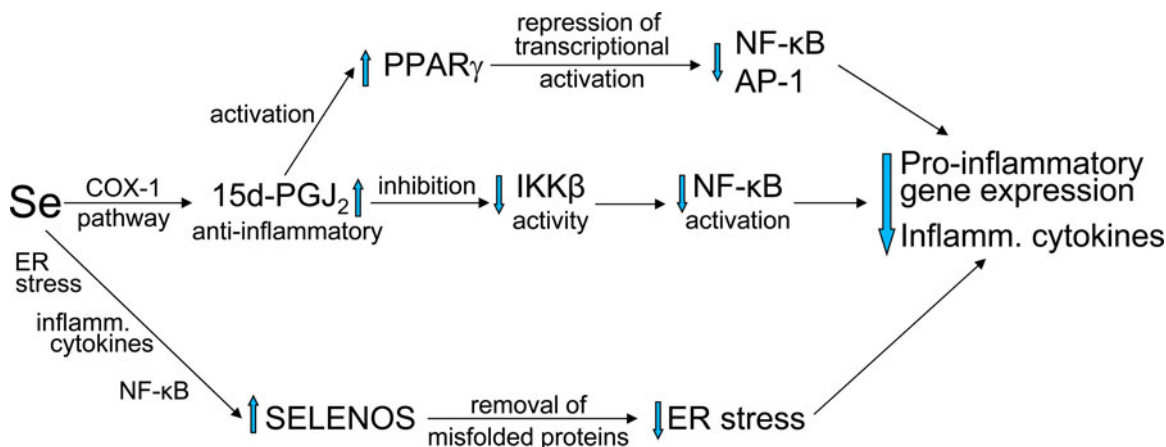 repression of
transcriptional
activation
PPARγ
NF-κB
AP-1
activation
Se
COX-1
pathway
15d-PGJ2
anti-inflammatory
inhibition
IKKβ
activity
NF-κB
activation
Pro-inflammatory
gene expression
Inflamm. cytokines
ER
stress
inflamm.
cytokines
NF-κB
SELENOS
removal of
misfolded proteins
ER stress